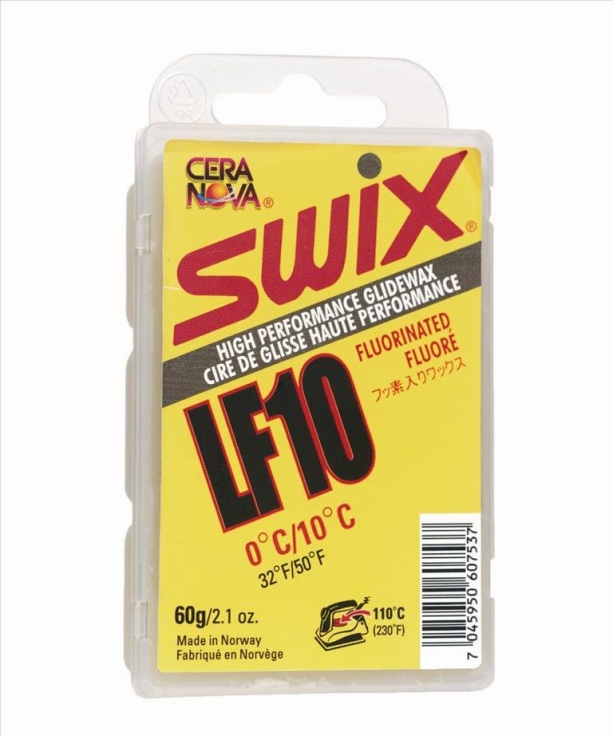 CERA
NOVA®
SWIX®
HIGH PERFORMANCE GLIDEWAX
CIRE DE GLISSE HAUTE PERFORMANCE
FLUORINATED
FLUORÉ
フッ素入りワックス
LF10
0°C/10°C
32°F/50°F
60g/2.1 oz.
110°C
(230°F)
Made in Norway
Fabriqué en Norvège
7 045950 607537